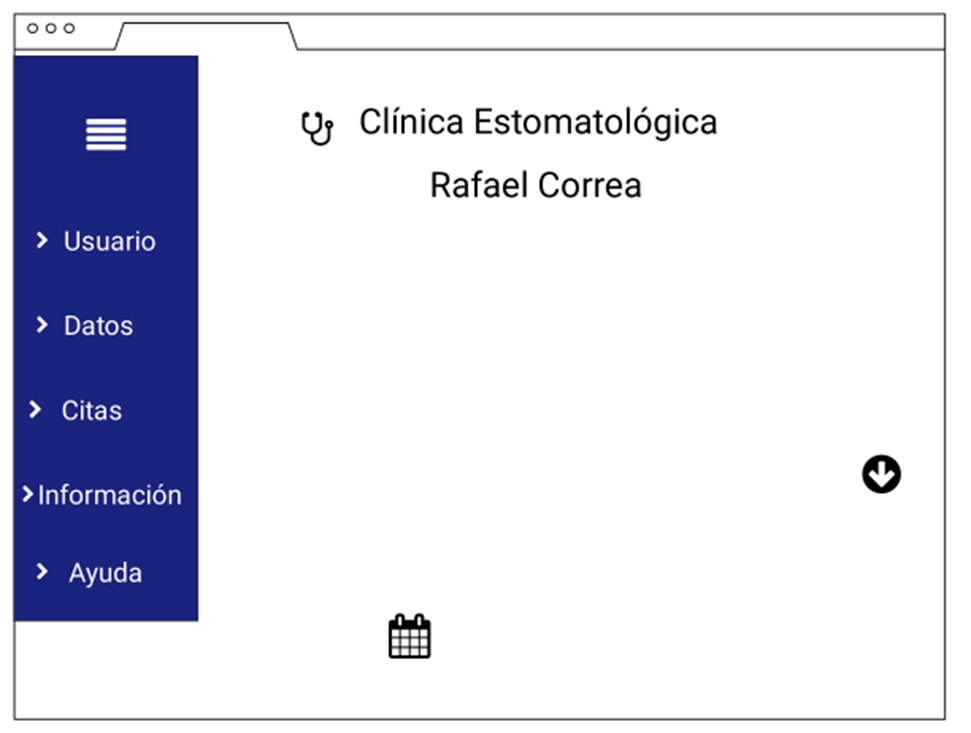 Clínica Estomatológica
Rafael Correa
Usuario
Datos
Citas
Información
Ayuda